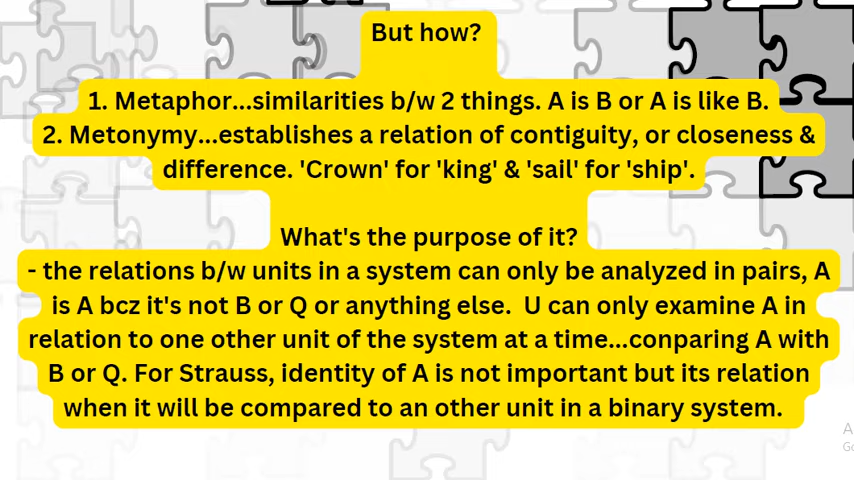 But how?
1. Metaphor...similarities b/w 2 things. A is B or A is like B.
2. Metonymy...establishes a relation of contiguity, or closeness &
difference. 'Crown' for 'king' & 'sail' for 'ship'.
What's the purpose of it?
- the relations b/w units in a system can only be analyzed in pairs, A
is A bcz it's not B or Q or anything else. U can only examine A in
relation to one other unit of the system at a time...conparing A with
B or Q. For Strauss, identity of A is not important but its relation
when it will be compared to an other unit in a binary system.